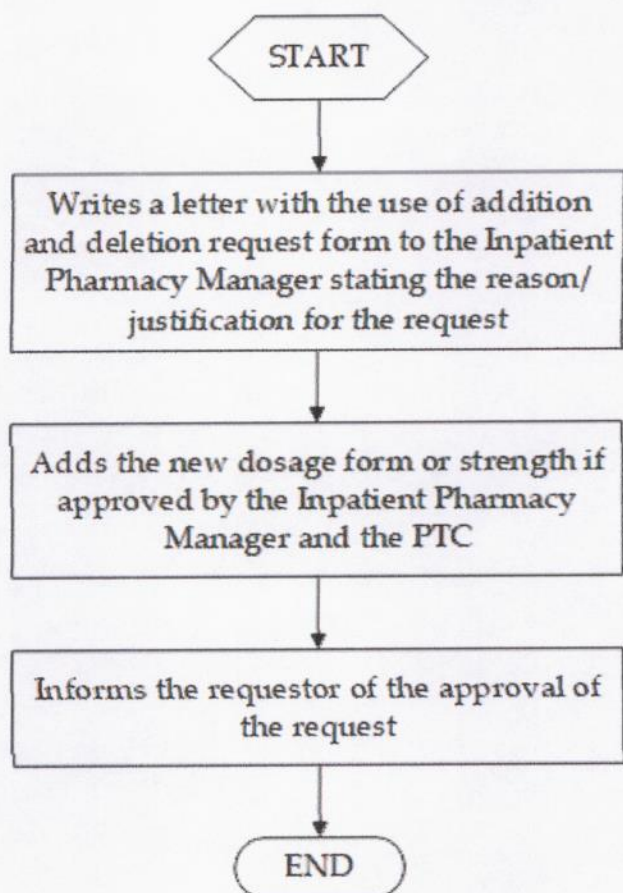 START
Writes a letter with the use of addition
and deletion request form to the Inpatient
Pharmacy Manager stating the reason/
justification for the request
Adds the new dosage form or strength if
approved by the Inpatient Pharmacy
Manager and the PTC
Informs the requestor of the approval of
the request
END